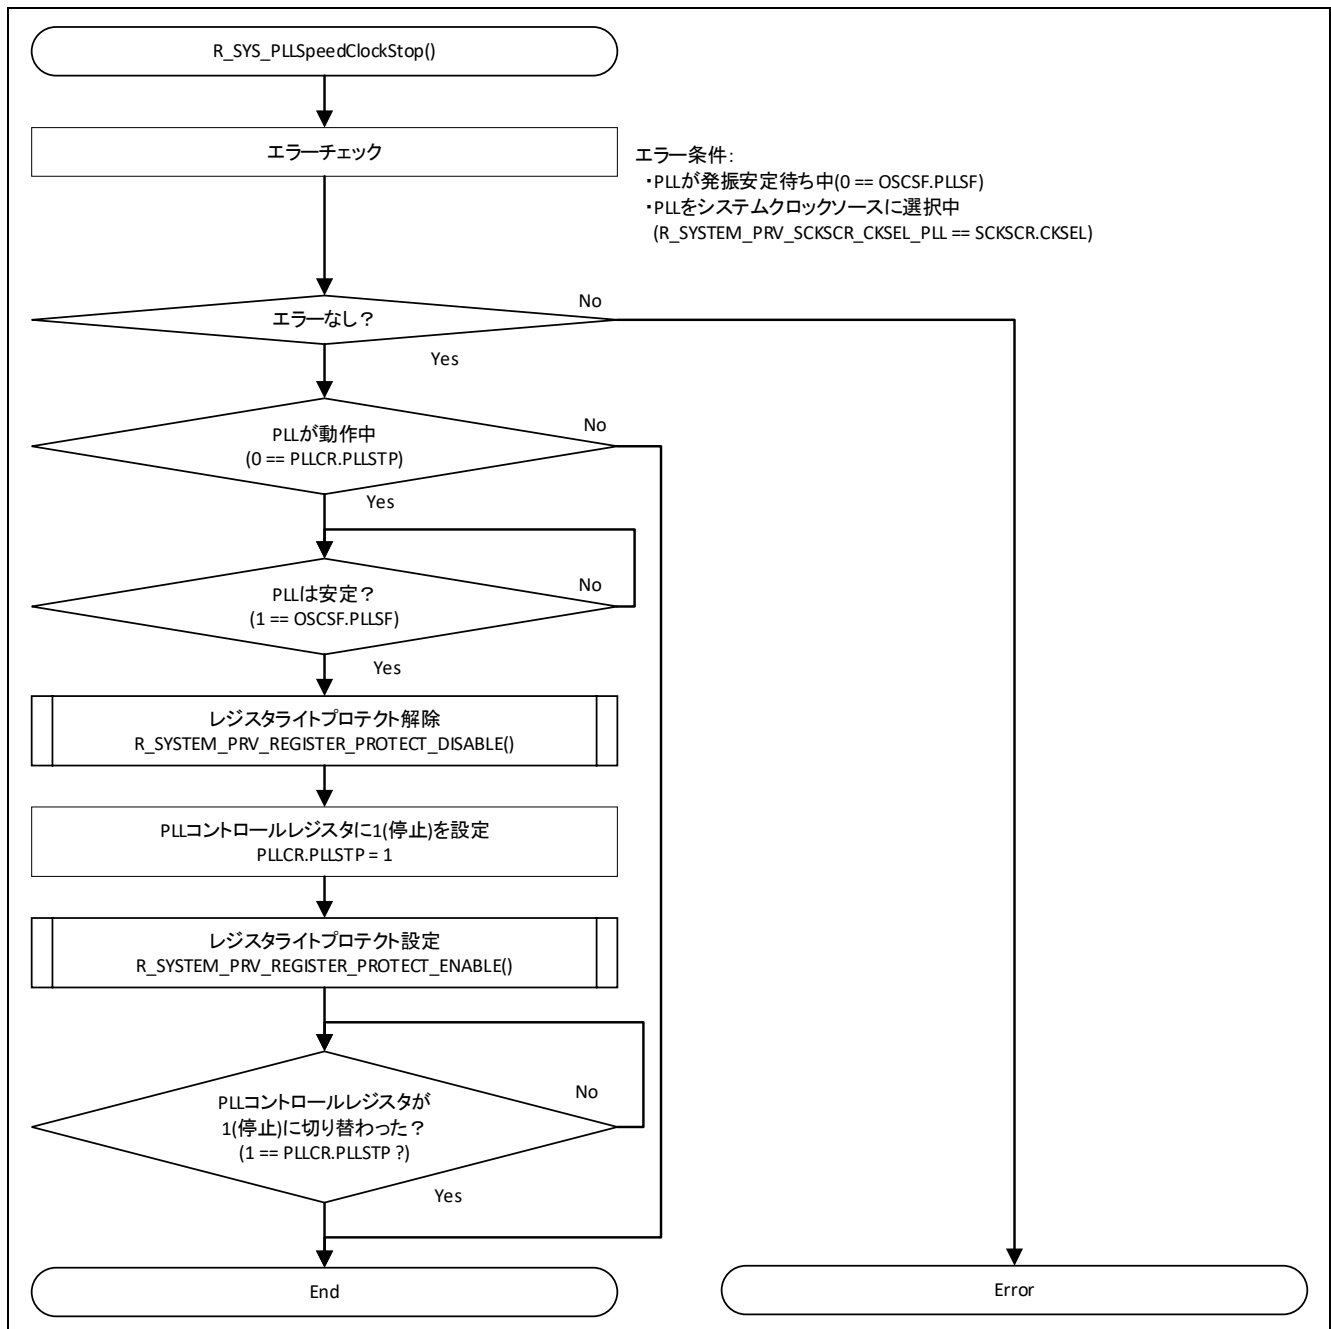 R_SYS_PLLSpeedClockStop()
エラーチェック
エラー条件:
・PLLが発振安定待ち中(0 == OSCSF.PLLSF)
・PLLをシステムクロックソースに選択中
(R_SYSTEM_PRV_SCKSCR_CKSEL_PLL == SCKSCR.CKSEL)
エラーなし？
No
Yes
PLLが動作中
(0 == PLLCR.PLLSTP)
No
Yes
PLLは安定？
(1 == OSCSF.PLLSF)
No
Yes
レジスタライトプロテクト解除
R_SYSTEM_PRV_REGISTER_PROTECT_DISABLE()
PLLコントロールレジスタに1(停止)を設定
PLLCR.PLLSTP = 1
レジスタライトプロテクト設定
R_SYSTEM_PRV_REGISTER_PROTECT_ENABLE()
PLLコントロールレジスタが
1(停止)に切り替わった？
(1 == PLLCR.PLLSTP ?)
No
Yes
End
Error